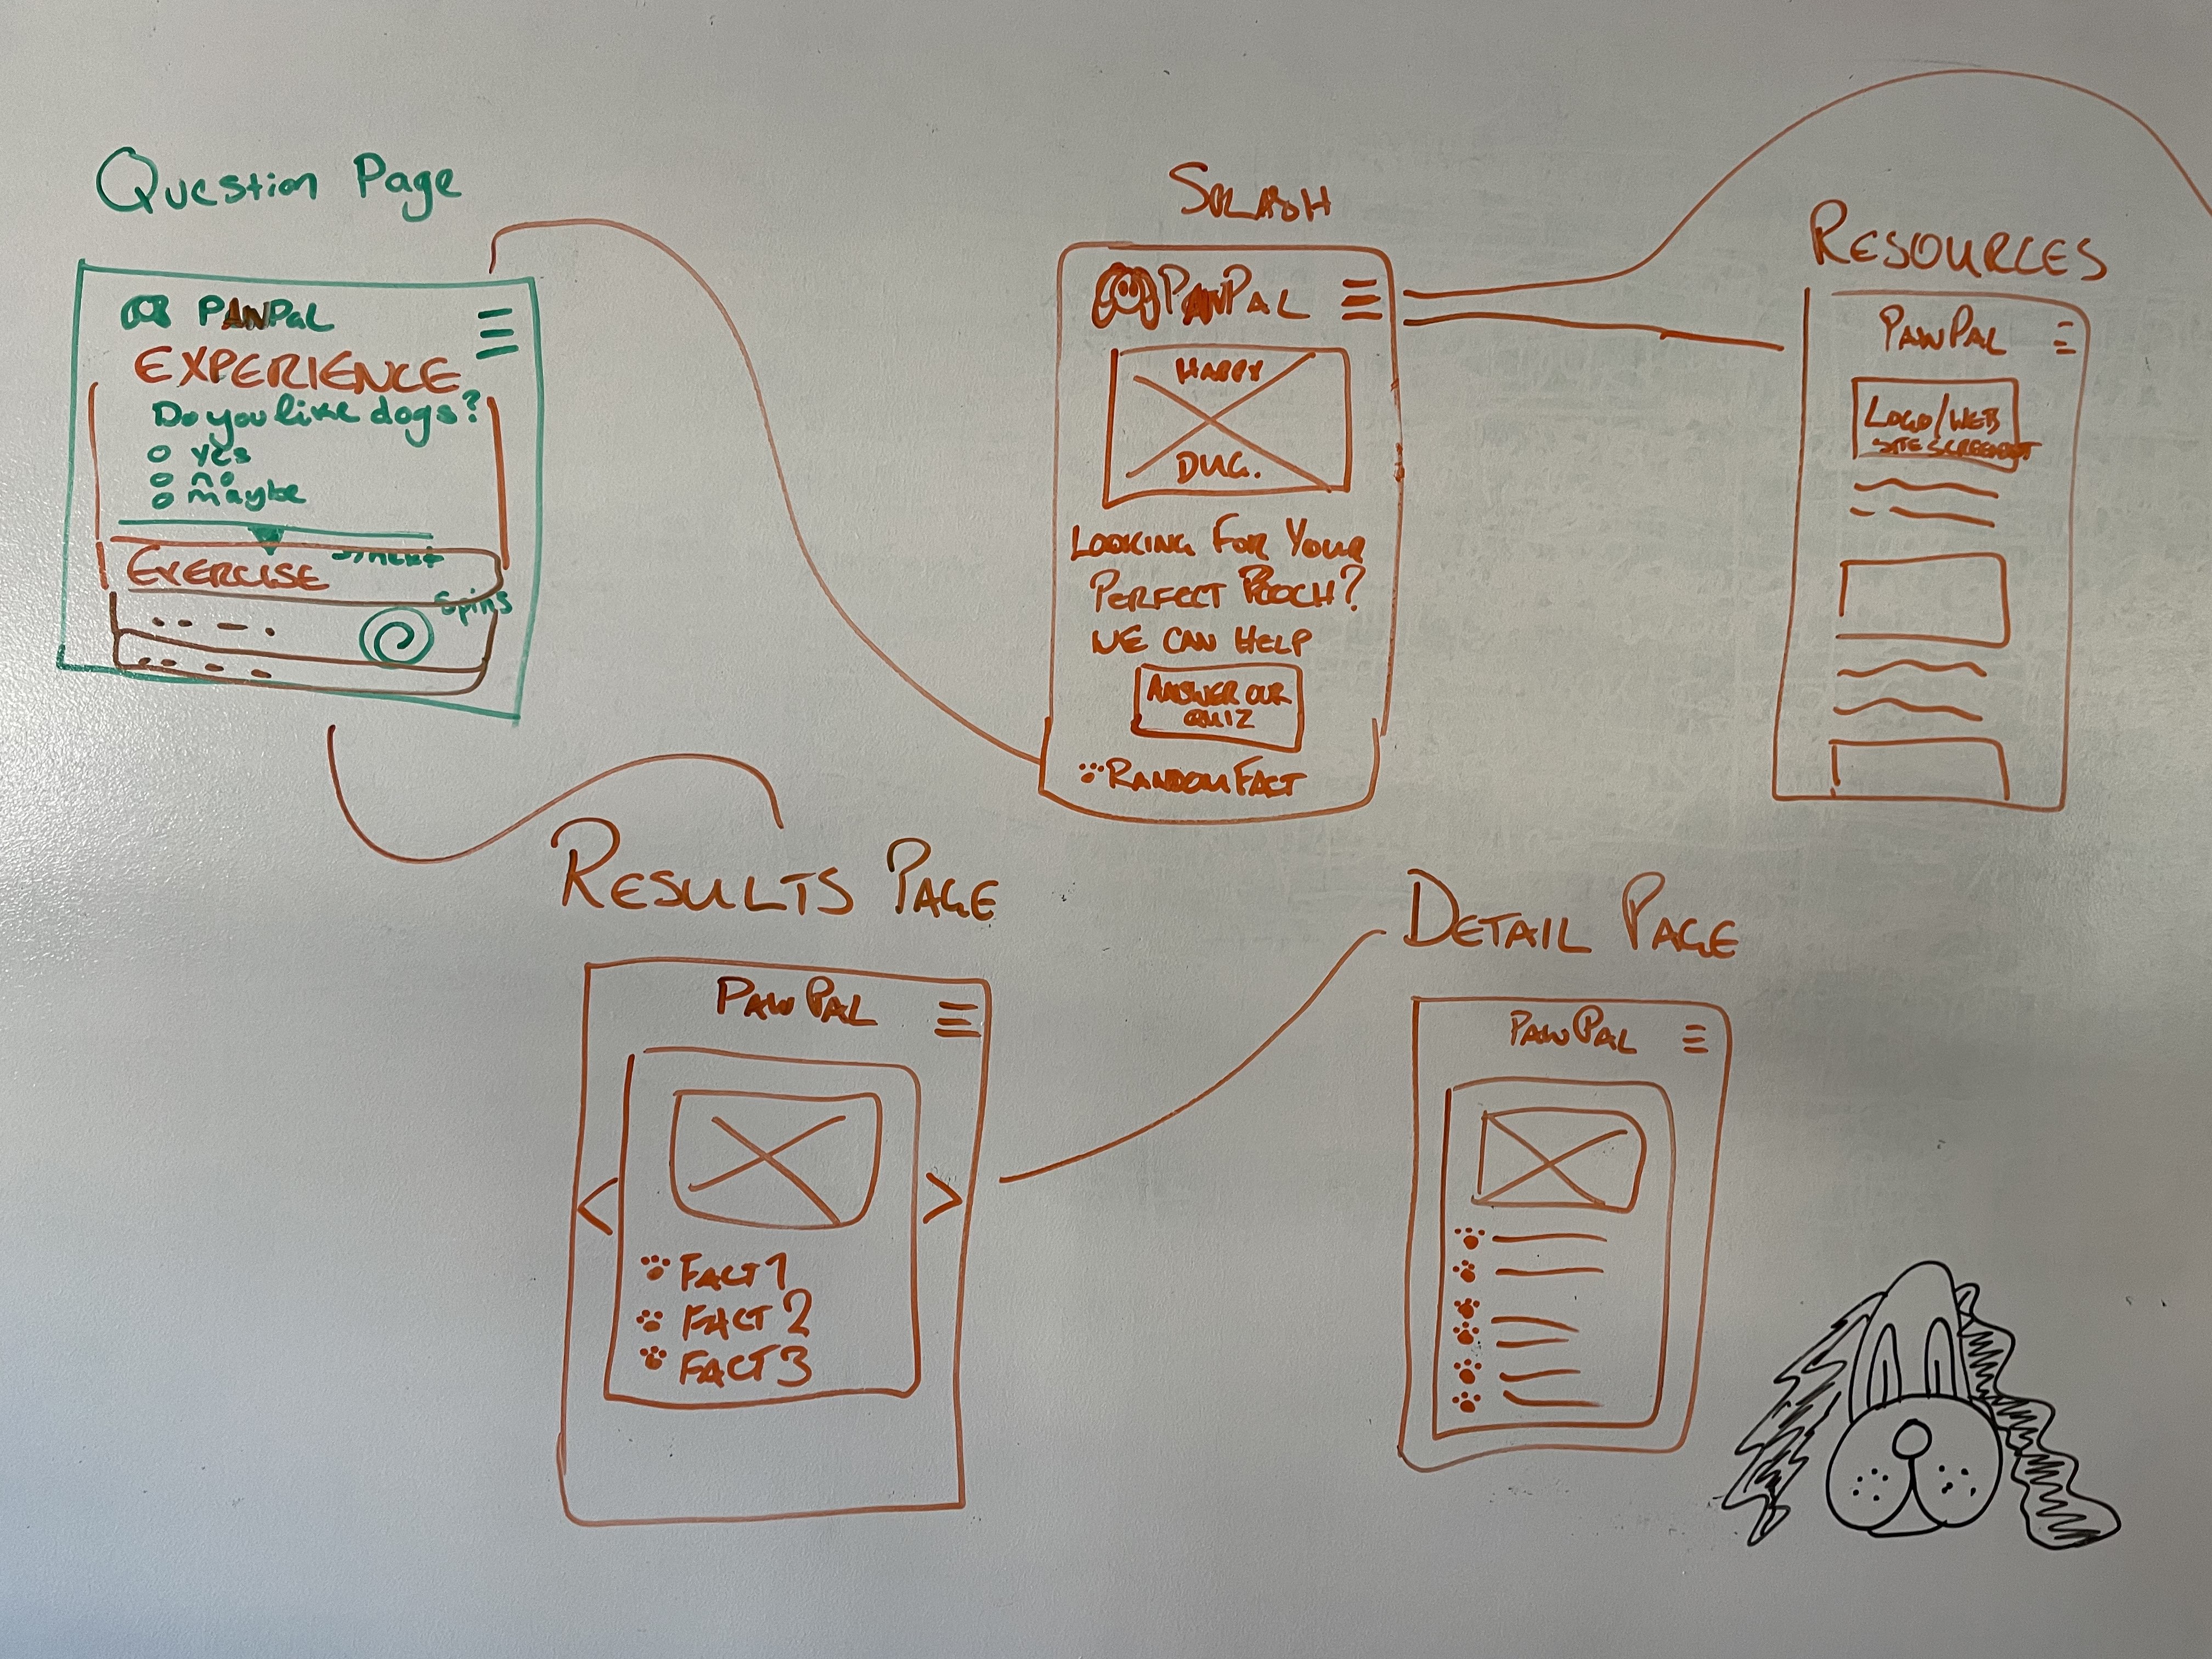 Question Page
PAWPAL
EXPERIENCE
Do you like dogs?
yes
no
maybe
EXERCISE
Spins
SPLASH
PAWPAL
HAPPY
DUG.
LOOKING FOR YOUR
PERFECT POOCH?
WE CAN HELP
ANSWER OUR
QUIZ
RANDOM FACT
RESOURCES
PAWPAL
LOGO/WEB
SITE SCREENSHOT
RESULTS PAGE
PAWPAL
< >
FACT 1
FACT 2
FACT 3
DETAIL PAGE
PAWPAL